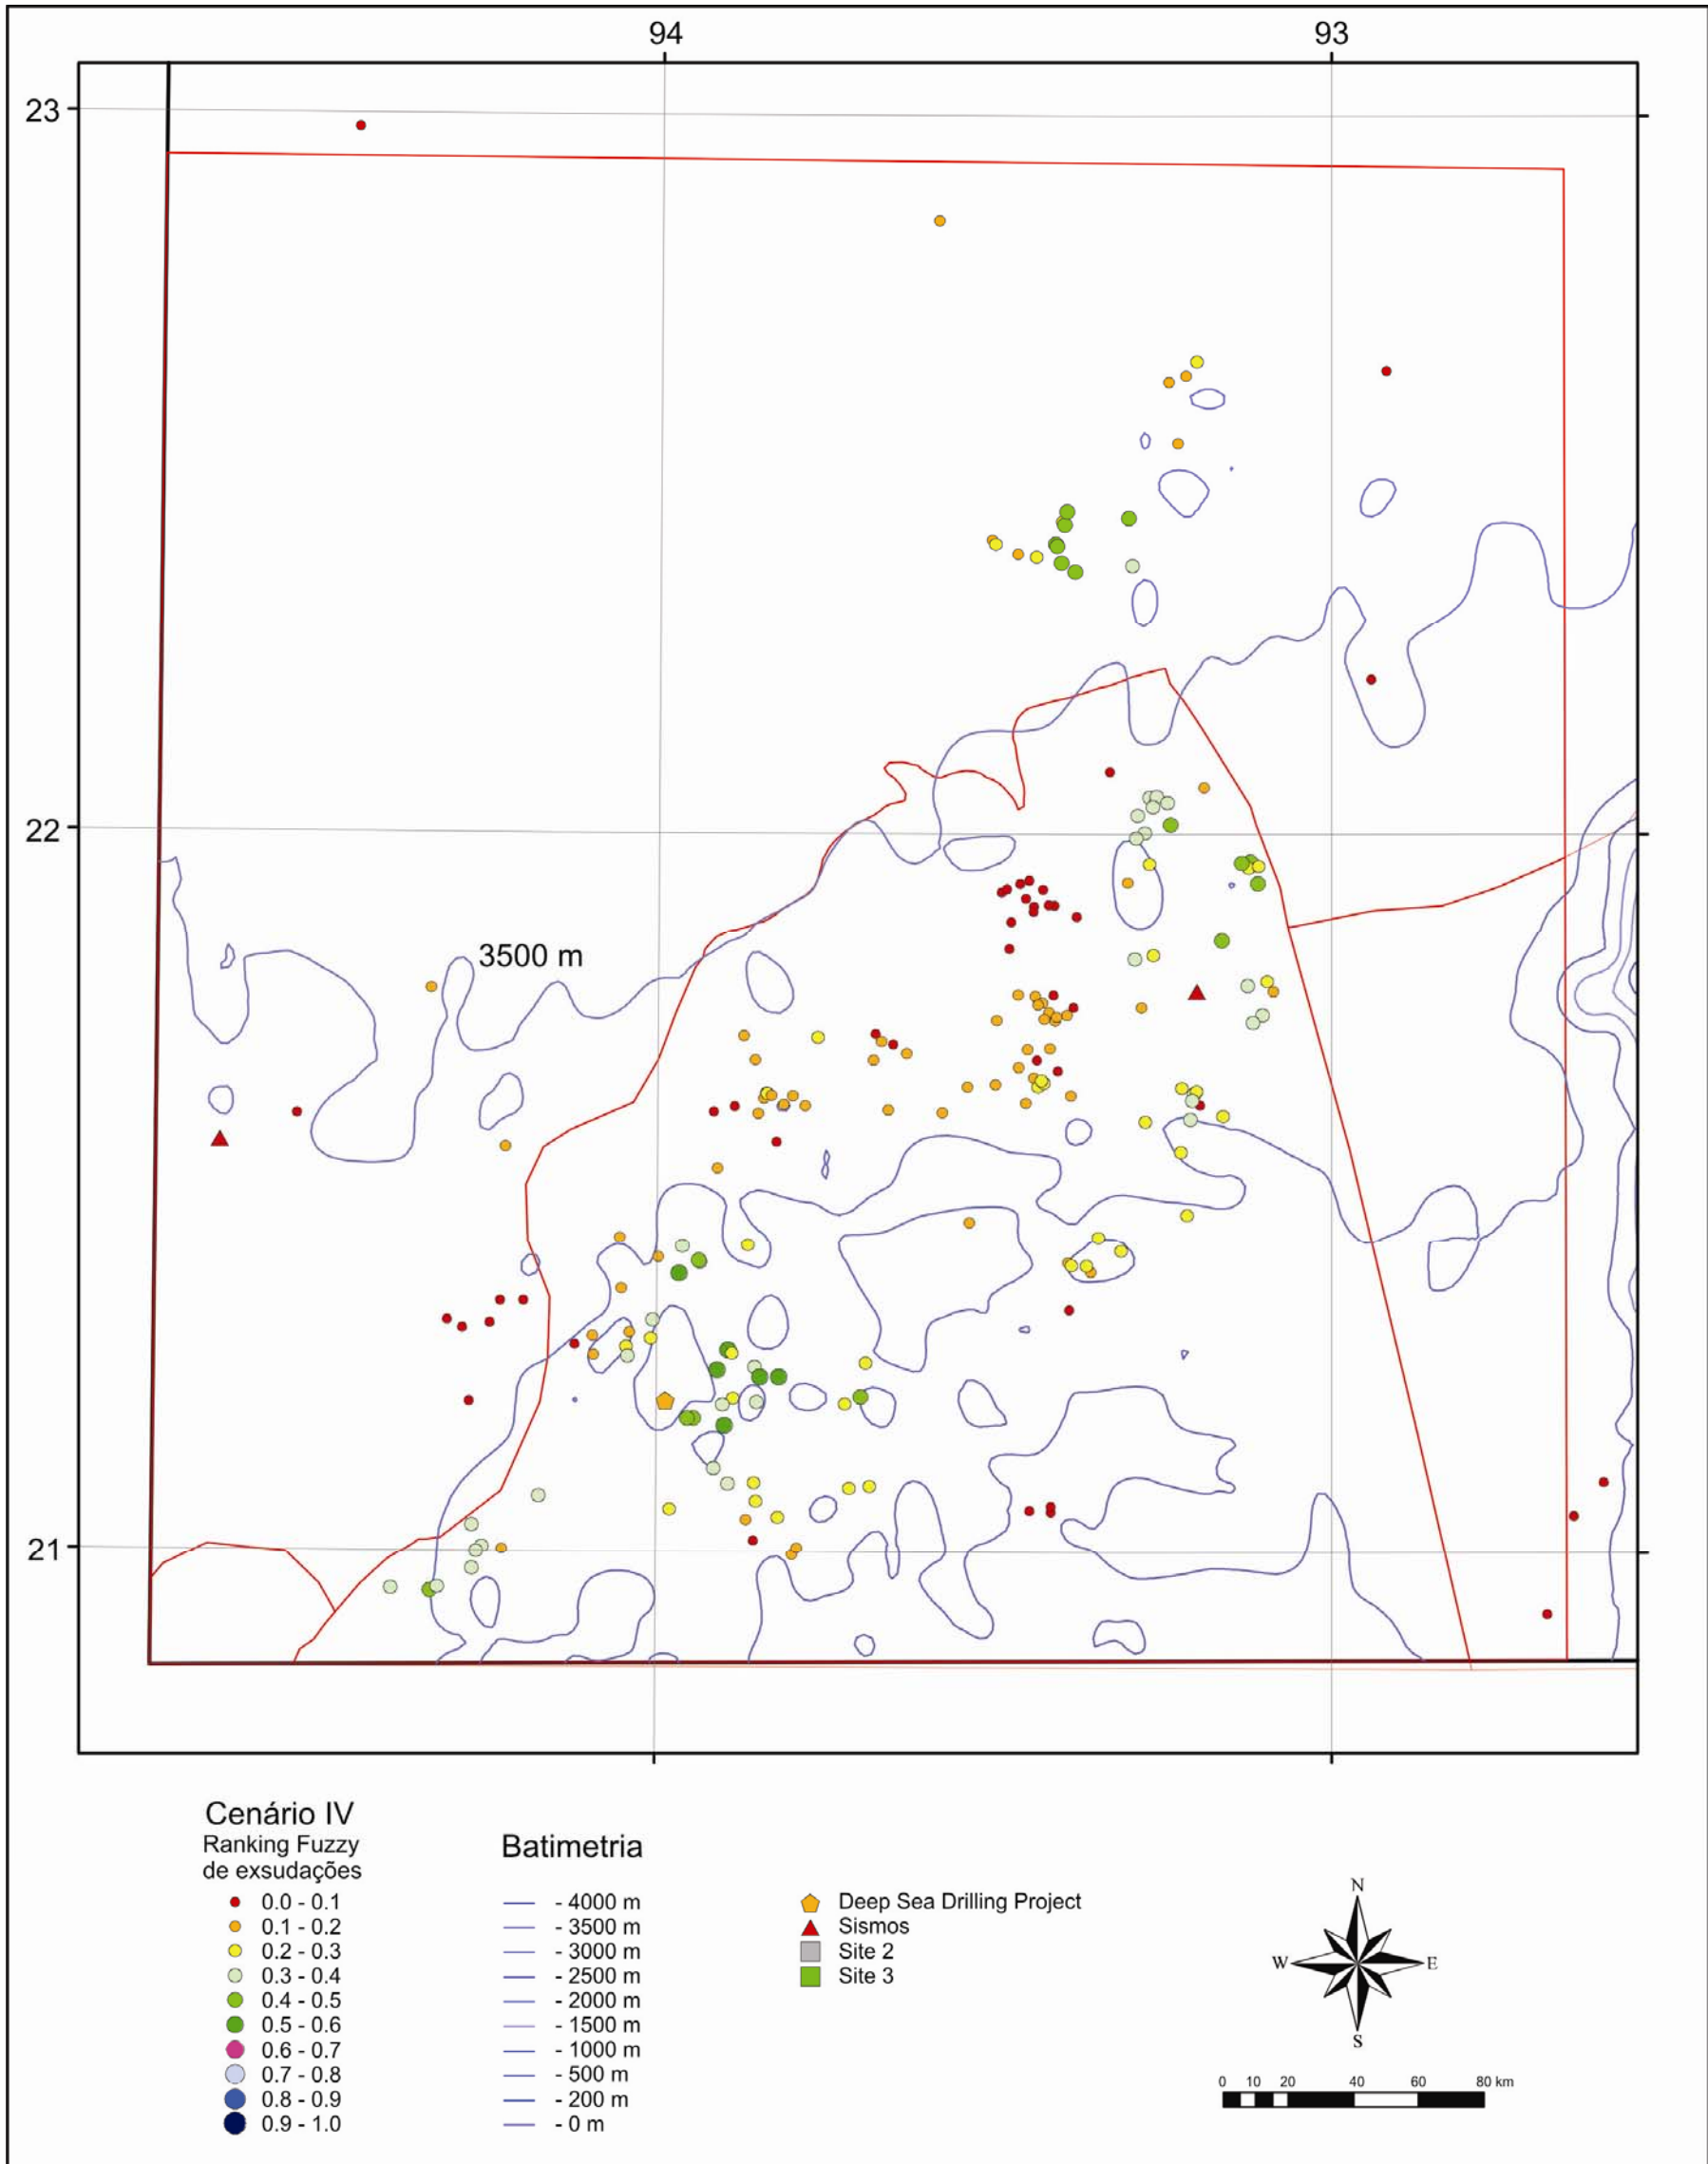 94 93
23
22
3500 m
21
Cenário IV
Ranking Fuzzy
de exsudações
0.0 - 0.1
0.1 - 0.2
0.2 - 0.3
0.3 - 0.4
0.4 - 0.5
0.5 - 0.6
0.6 - 0.7
0.7 - 0.8
0.8 - 0.9
0.9 - 1.0
Batimetria
- 4000 m
- 3500 m
- 3000 m
- 2500 m
- 2000 m
- 1500 m
- 1000 m
- 500 m
- 200 m
- 0 m
Deep Sea Drilling Project
Sismos
Site 2
Site 3
N
W E
S
0 10 20 40 60 80 km